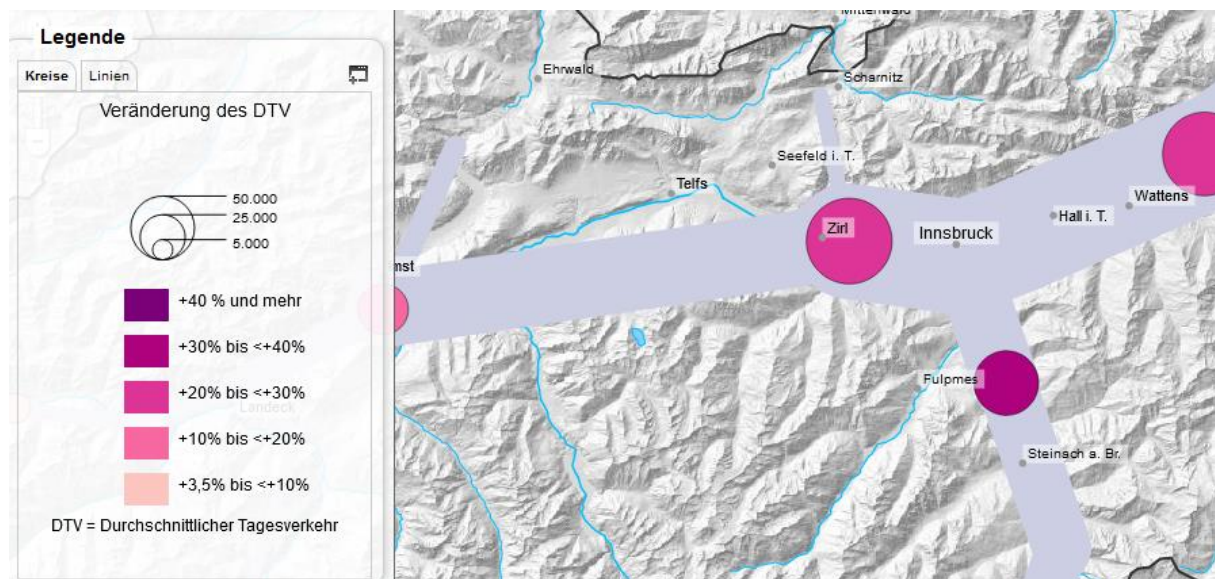 Legende
Kreise
Linien
Veränderung des DTV
50.000
25.000
5.000
+40 % und mehr
+30% bis <+40%
+20% bis <+30%
Landeck
+10% bis <+20%
+3,5% bis <+10%
DTV = Durchschnittlicher Tagesverkehr
Mittenwald
Ehrwald
Scharnitz
Seefeld i. T.
Telfs
Wattens
Hall i. T.
Zirl
Innsbruck
mst
Fulpmes
Steinach a. Br.